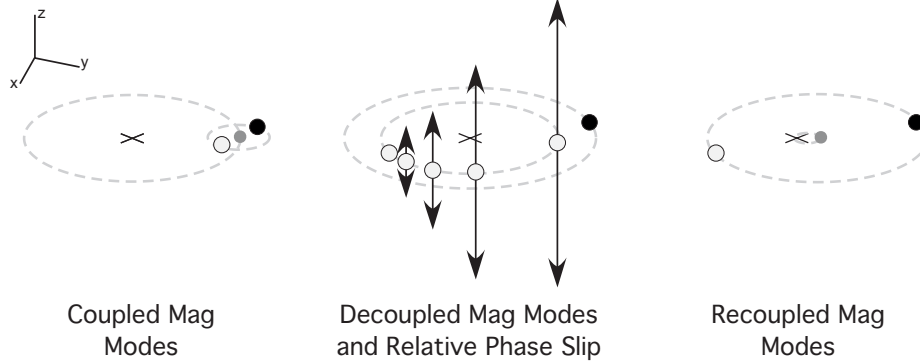 z
y
x
Coupled Mag
Modes
Decoupled Mag Modes
and Relative Phase Slip
Recoupled Mag
Modes